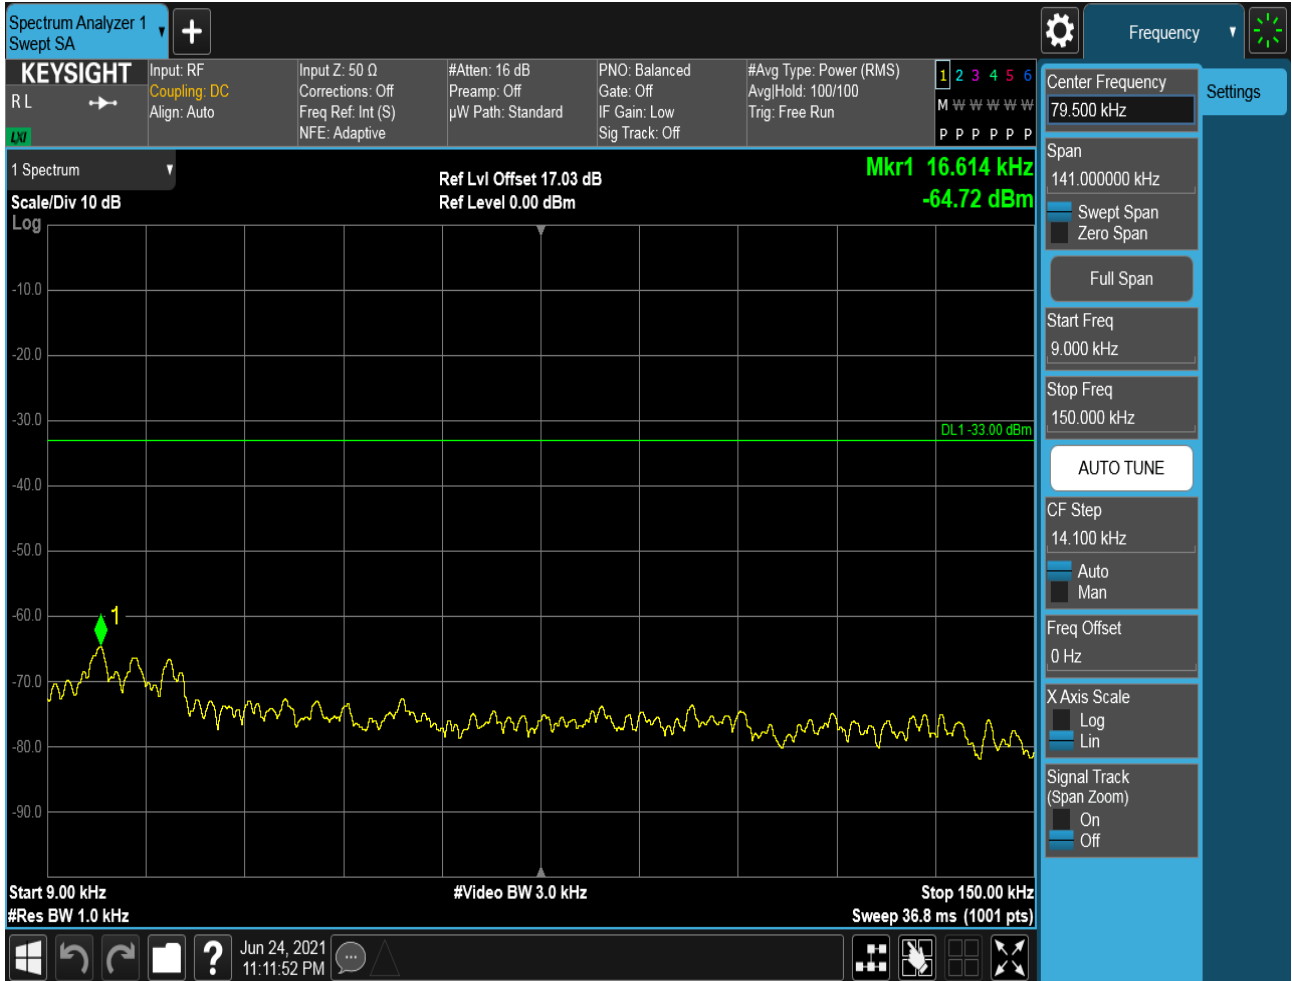 Spectrum Analyzer 1
Swept SA
+
Frequency
KEYSIGHT
R L
LXI
Input: RF
Coupling: DC
Align: Auto
Input Z: 50 Ω
Corrections: Off
Freq Ref: Int (S)
NFE: Adaptive
#Atten: 16 dB
Preamp: Off
µW Path: Standard
PNO: Balanced
Gate: Off
IF Gain: Low
Sig Track: Off
#Avg Type: Power (RMS)
Avg|Hold: 100/100
Trig: Free Run
1 2 3 4 5 6
M W W W W W
P P P P P P
1 Spectrum
Scale/Div 10 dB
Log
Ref Lvl Offset 17.03 dB
Ref Level 0.00 dBm
Mkr1 16.614 kHz
-64.72 dBm
-10.0
-20.0
-30.0
DL1 -33.00 dBm
-40.0
-50.0
-60.0
1
-70.0
-80.0
-90.0
Start 9.00 kHz
#Res BW 1.0 kHz
#Video BW 3.0 kHz
Stop 150.00 kHz
Sweep 36.8 ms (1001 pts)
?
Jun 24, 2021
11:11:52 PM
Center Frequency
79.500 kHz
Settings
Span
141.000000 kHz
Swept Span
Zero Span
Full Span
Start Freq
9.000 kHz
Stop Freq
150.000 kHz
AUTO TUNE
CF Step
14.100 kHz
Auto
Man
Freq Offset
0 Hz
X Axis Scale
Log
Lin
Signal Track
(Span Zoom)
On
Off